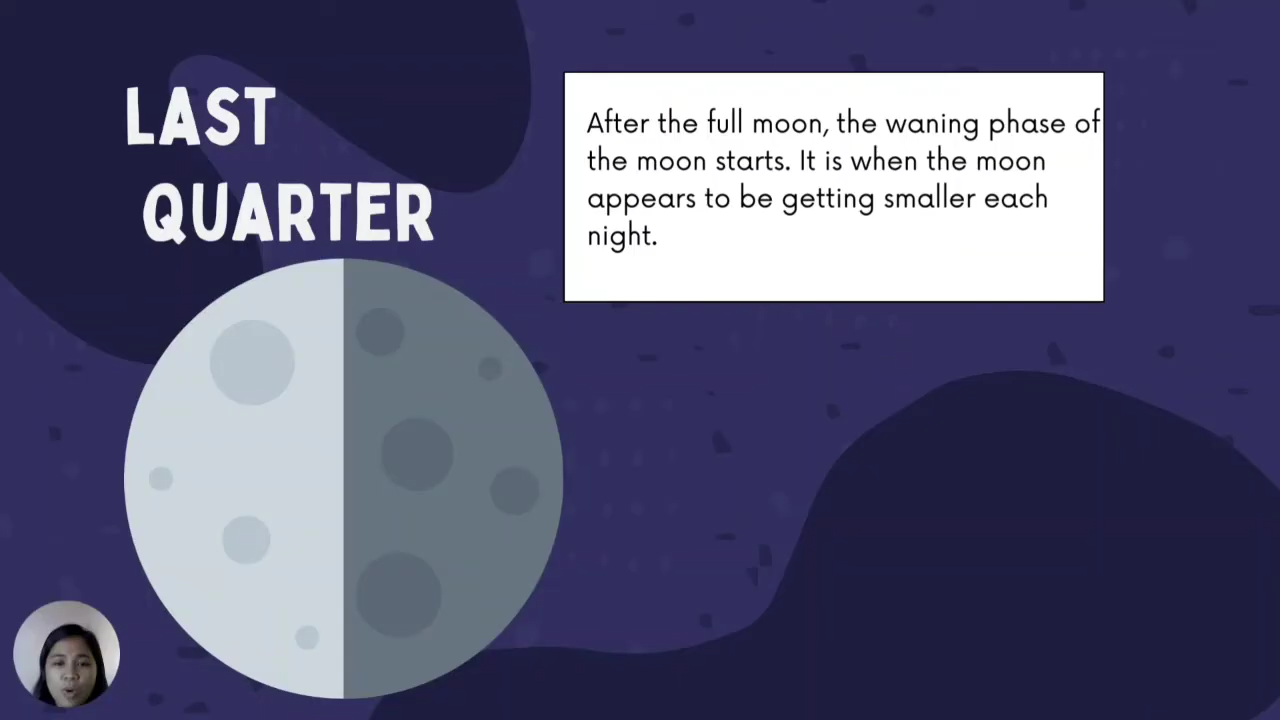 LAST
QUARTER
After the full moon, the waning phase of
the moon starts. It is when the moon
appears to be getting smaller each
night.